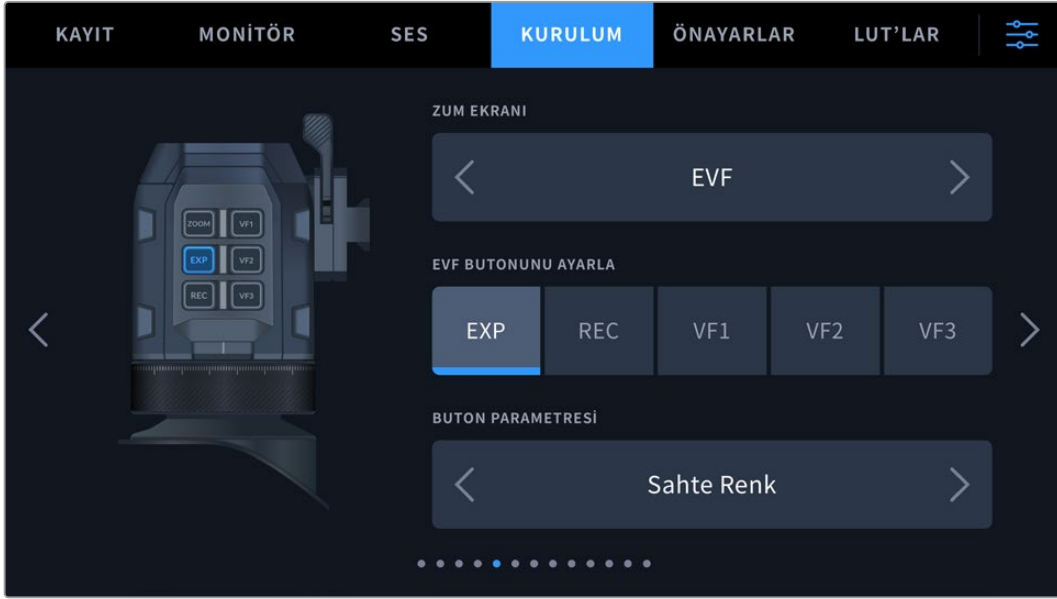 KAYIT MONİTÖR SES KURULUM ÖNAYARLAR LUT’LAR
ZUM EKRANI
EVF
ZOOM VF1
EXP VF2
REC VF3
EVF BUTONUNU AYARLA
EXP REC VF1 VF2 VF3
BUTON PARAMETRESİ
Sahte Renk